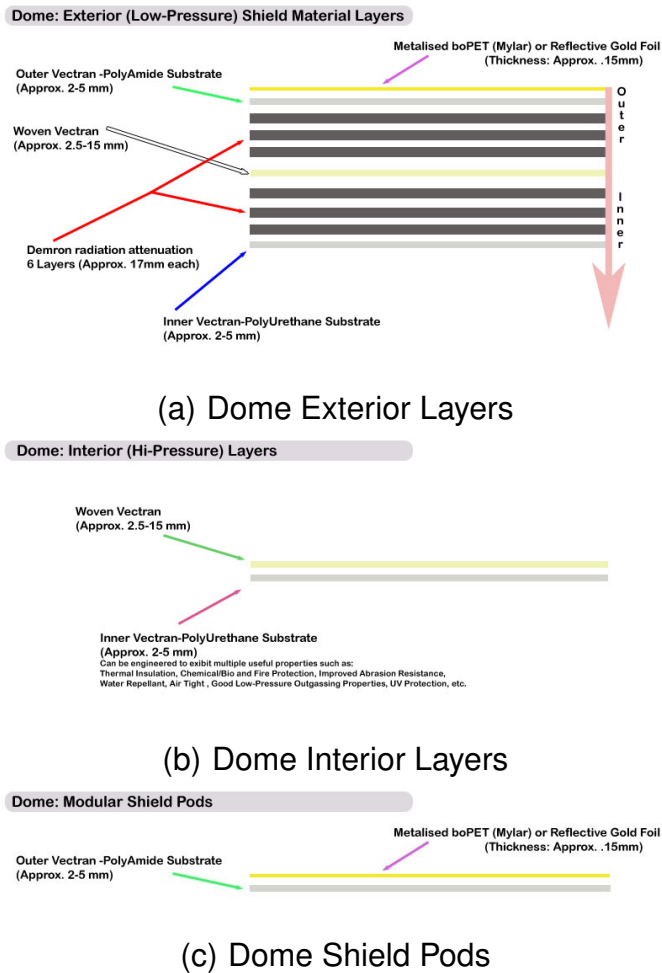 Dome: Exterior (Low-Pressure) Shield Material Layers
Metalised boPET (Mylar) or Reflective Gold Foil
(Thickness: Approx. .15mm)
Outer Vectran -PolyAmide Substrate
(Approx. 2-5 mm)
Outer
Woven Vectran
(Approx. 2.5-15 mm)
Inner
Demron radiation attenuation
6 Layers (Approx. 17mm each)
Inner Vectran-PolyUrethane Substrate
(Approx. 2-5 mm)
(a) Dome Exterior Layers
Dome: Interior (Hi-Pressure) Layers
Woven Vectran
(Approx. 2.5-15 mm)
Inner Vectran-PolyUrethane Substrate
(Approx. 2-5 mm)
Can be engineered to exibit multiple useful properties such as:
Thermal Insulation, Chemical/Bio and Fire Protection, Improved Abrasion Resistance,
Water Repellant, Air Tight , Good Low-Pressure Outgassing Properties, UV Protection, etc.
(b) Dome Interior Layers
Dome: Modular Shield Pods
Metalised boPET (Mylar) or Reflective Gold Foil
(Thickness: Approx. .15mm)
Outer Vectran -PolyAmide Substrate
(Approx. 2-5 mm)
(c) Dome Shield Pods